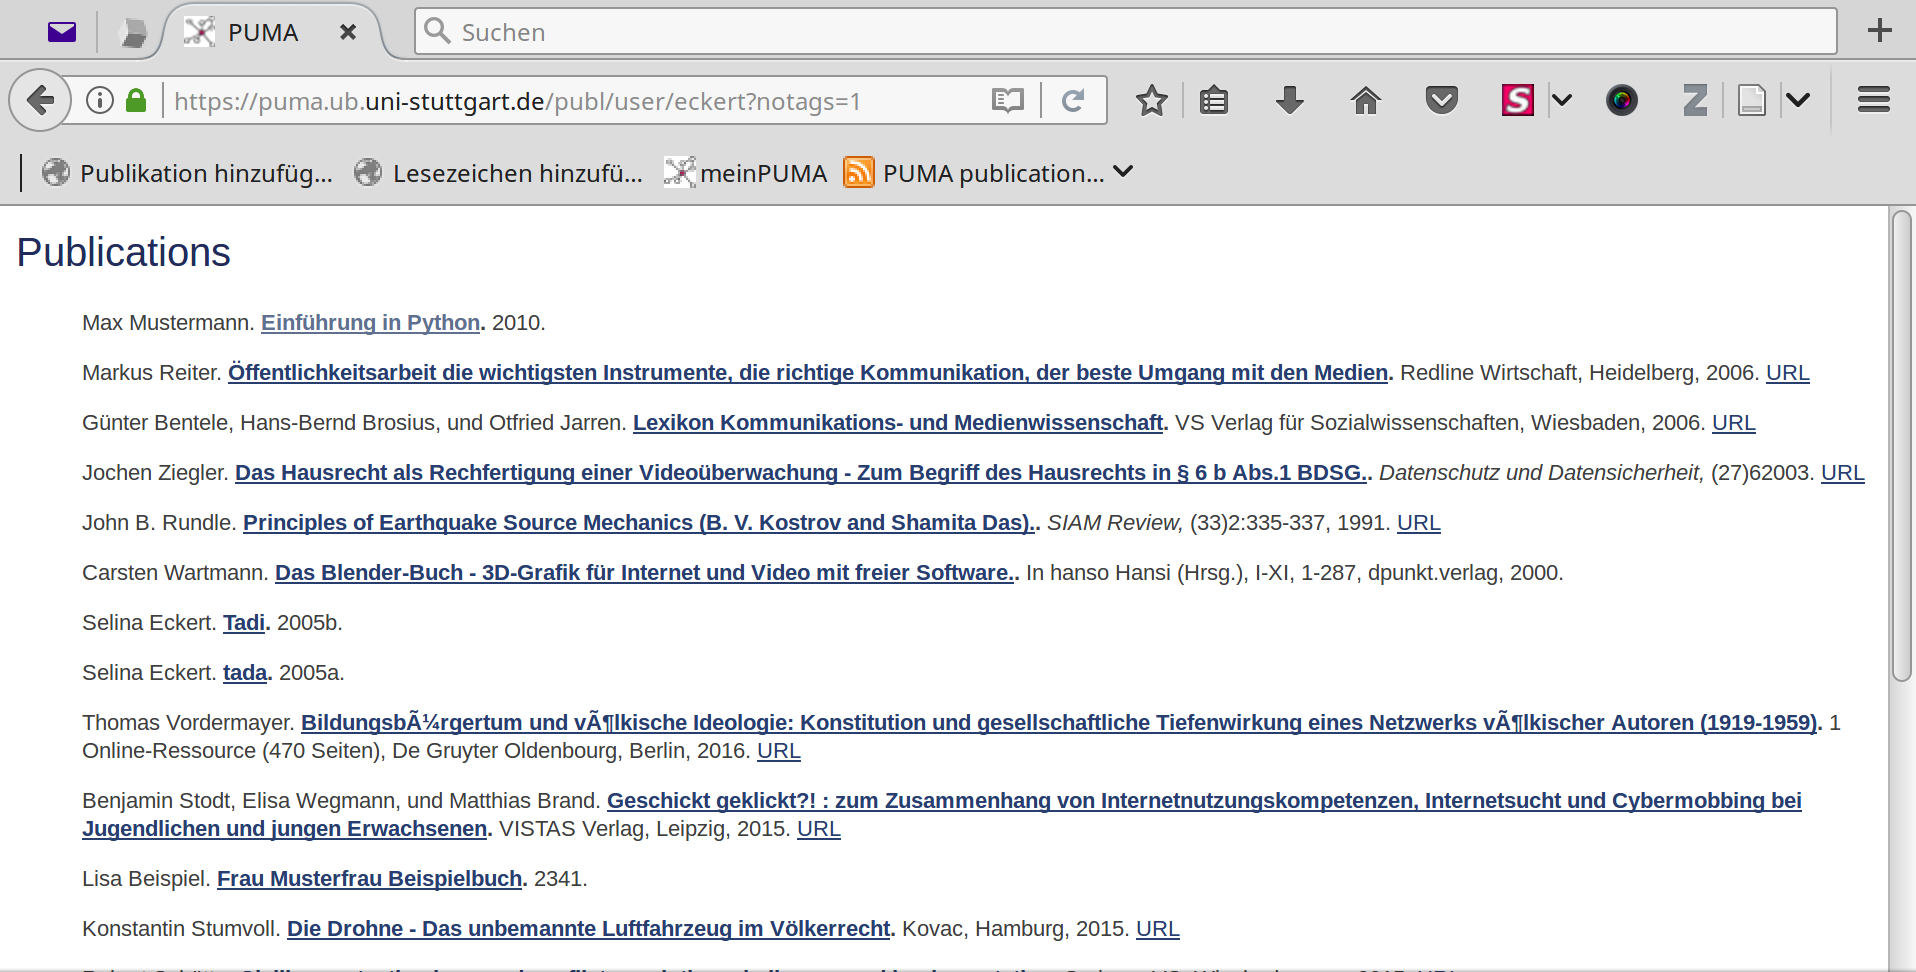 PUMA
Suchen
https://puma.ub.uni-stuttgart.de/publ/user/eckert?notags=1
Publikation hinzufüg... Lesezeichen hinzufü... meinPUMA PUMA publication...
Publications
Max Mustermann. Einführung in Python. 2010.
Markus Reiter. Öffentlichkeitsarbeit die wichtigsten Instrumente, die richtige Kommunikation, der beste Umgang mit den Medien. Redline Wirtschaft, Heidelberg, 2006. URL
Günter Bentele, Hans-Bernd Brosius, und Otfried Jarren. Lexikon Kommunikations- und Medienwissenschaft. VS Verlag für Sozialwissenschaften, Wiesbaden, 2006. URL
Jochen Ziegler. Das Hausrecht als Rechfertigung einer Videoüberwachung - Zum Begriff des Hausrechts in § 6 b Abs.1 BDSG.. Datenschutz und Datensicherheit, (27)62003. URL
John B. Rundle. Principles of Earthquake Source Mechanics (B. V. Kostrov and Shamita Das).. SIAM Review, (33)2:335-337, 1991. URL
Carsten Wartmann. Das Blender-Buch - 3D-Grafik für Internet und Video mit freier Software.. In hanso Hansi (Hrsg.), I-XI, 1-287, dpunkt.verlag, 2000.
Selina Eckert. Tadi. 2005b.
Selina Eckert. tada. 2005a.
Thomas Vordermayer. BildungsbÃ¼rgertum und vÃ¶lkische Ideologie: Konstitution und gesellschaftliche Tiefenwirkung eines Netzwerks vÃ¶lkischer Autoren (1919-1959). 1
Online-Ressource (470 Seiten), De Gruyter Oldenbourg, Berlin, 2016. URL
Benjamin Stodt, Elisa Wegmann, und Matthias Brand. Geschickt geklickt?! : zum Zusammenhang von Internetnutzungskompetenzen, Internetsucht und Cybermobbing bei
Jugendlichen und jungen Erwachsenen. VISTAS Verlag, Leipzig, 2015. URL
Lisa Beispiel. Frau Musterfrau Beispielbuch. 2341.
Konstantin Stumvoll. Die Drohne - Das unbemannte Luftfahrzeug im Völkerrecht. Kovac, Hamburg, 2015. URL